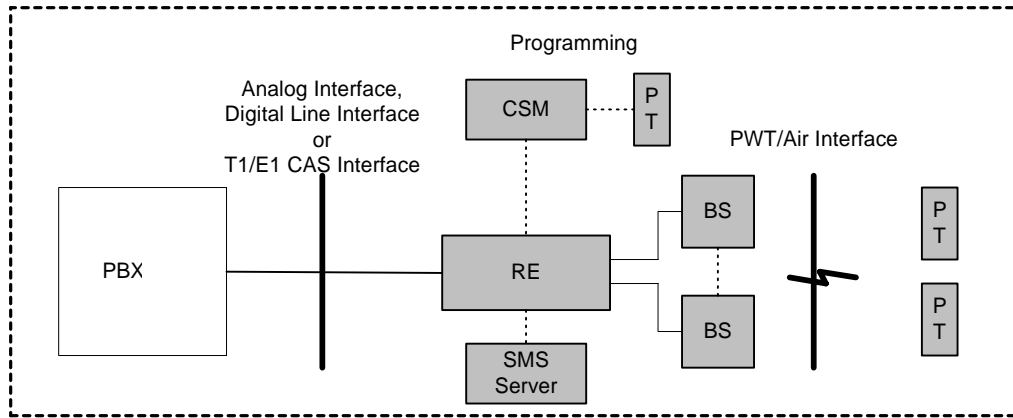 Programming
Analog Interface,
Digital Line Interface
or
T1/E1 CAS Interface
CSM
P
T
PWT/Air Interface
PBX
RE
BS
BS
P
T
P
T
SMS
Server